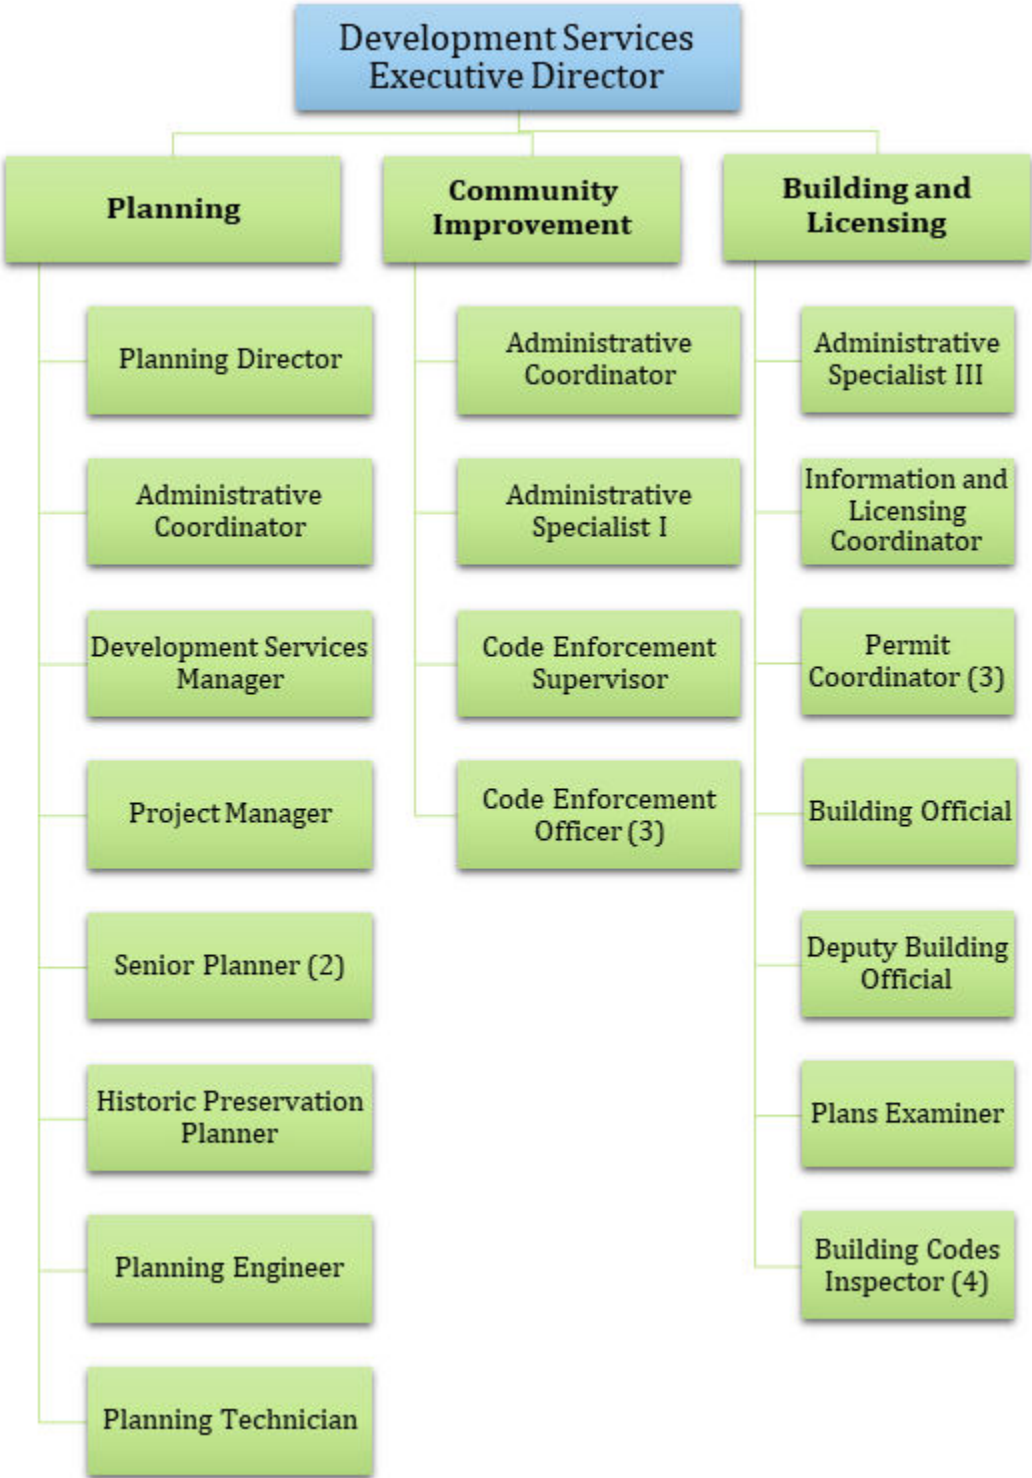 Development Services
Executive Director
Planning
Community
Improvement
Building and
Licensing
Planning Director
Administrative
Coordinator
Development Services
Manager
Project Manager
Senior Planner (2)
Historic Preservation
Planner
Planning Engineer
Planning Technician
Administrative
Coordinator
Administrative
Specialist I
Code Enforcement
Supervisor
Code Enforcement
Officer (3)
Administrative
Specialist III
Information and
Licensing
Coordinator
Permit
Coordinator (3)
Building Official
Deputy Building
Official
Plans Examiner
Building Codes
Inspector (4)